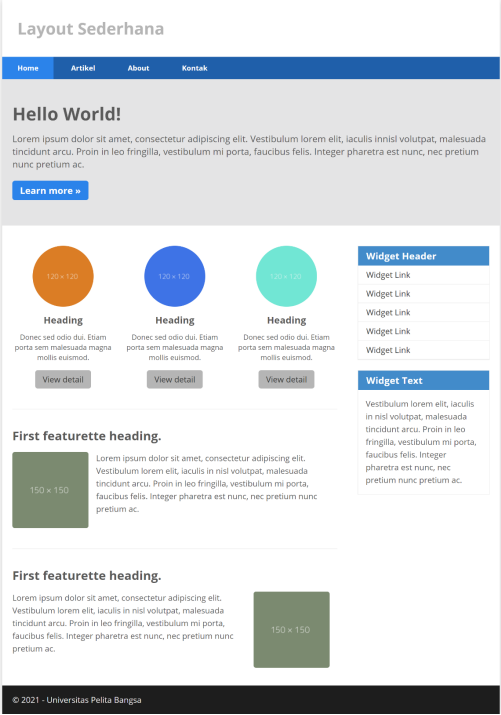 Layout Sederhana
Home Artikel About Kontak
Hello World!
Lorem ipsum dolor sit amet, consectetur adipiscing elit. Vestibulum lorem elit, iaculis innisl volutpat, malesuada
tincidunt arcu. Proin in leo fringilla, vestibulum mi porta, faucibus felis. Integer pharetra est nunc, nec pretium
nunc pretium ac.
Learn more »
120 × 120
Heading
Donec sed odio dui. Etiam
porta sem malesuada magna
mollis euismod.
View detail
120 × 120
Heading
Donec sed odio dui. Etiam
porta sem malesuada magna
mollis euismod.
View detail
120 × 120
Heading
Donec sed odio dui. Etiam
porta sem malesuada magna
mollis euismod.
View detail
First featurette heading.
150 × 150
Lorem ipsum dolor sit amet, consectetur adipiscing elit.
Vestibulum lorem elit, iaculis in nisl volutpat, malesuada
tincidunt arcu. Proin in leo fringilla, vestibulum mi porta,
faucibus felis. Integer pharetra est nunc, nec pretium nunc
pretium ac.
First featurette heading.
Lorem ipsum dolor sit amet, consectetur adipiscing elit.
Vestibulum lorem elit, iaculis in nisl volutpat, malesuada
tincidunt arcu. Proin in leo fringilla, vestibulum mi porta,
faucibus felis. Integer pharetra est nunc, nec pretium nunc
pretium ac.
150 × 150
Widget Header
Widget Link
Widget Link
Widget Link
Widget Link
Widget Link
Widget Text
Vestibulum lorem elit, iaculis
in nisl volutpat, malesuada
tincidunt arcu. Proin in leo
fringilla, vestibulum mi porta,
faucibus felis. Integer
pharetra est nunc, nec
pretium nunc pretium ac.
© 2021 - Universitas Pelita Bangsa